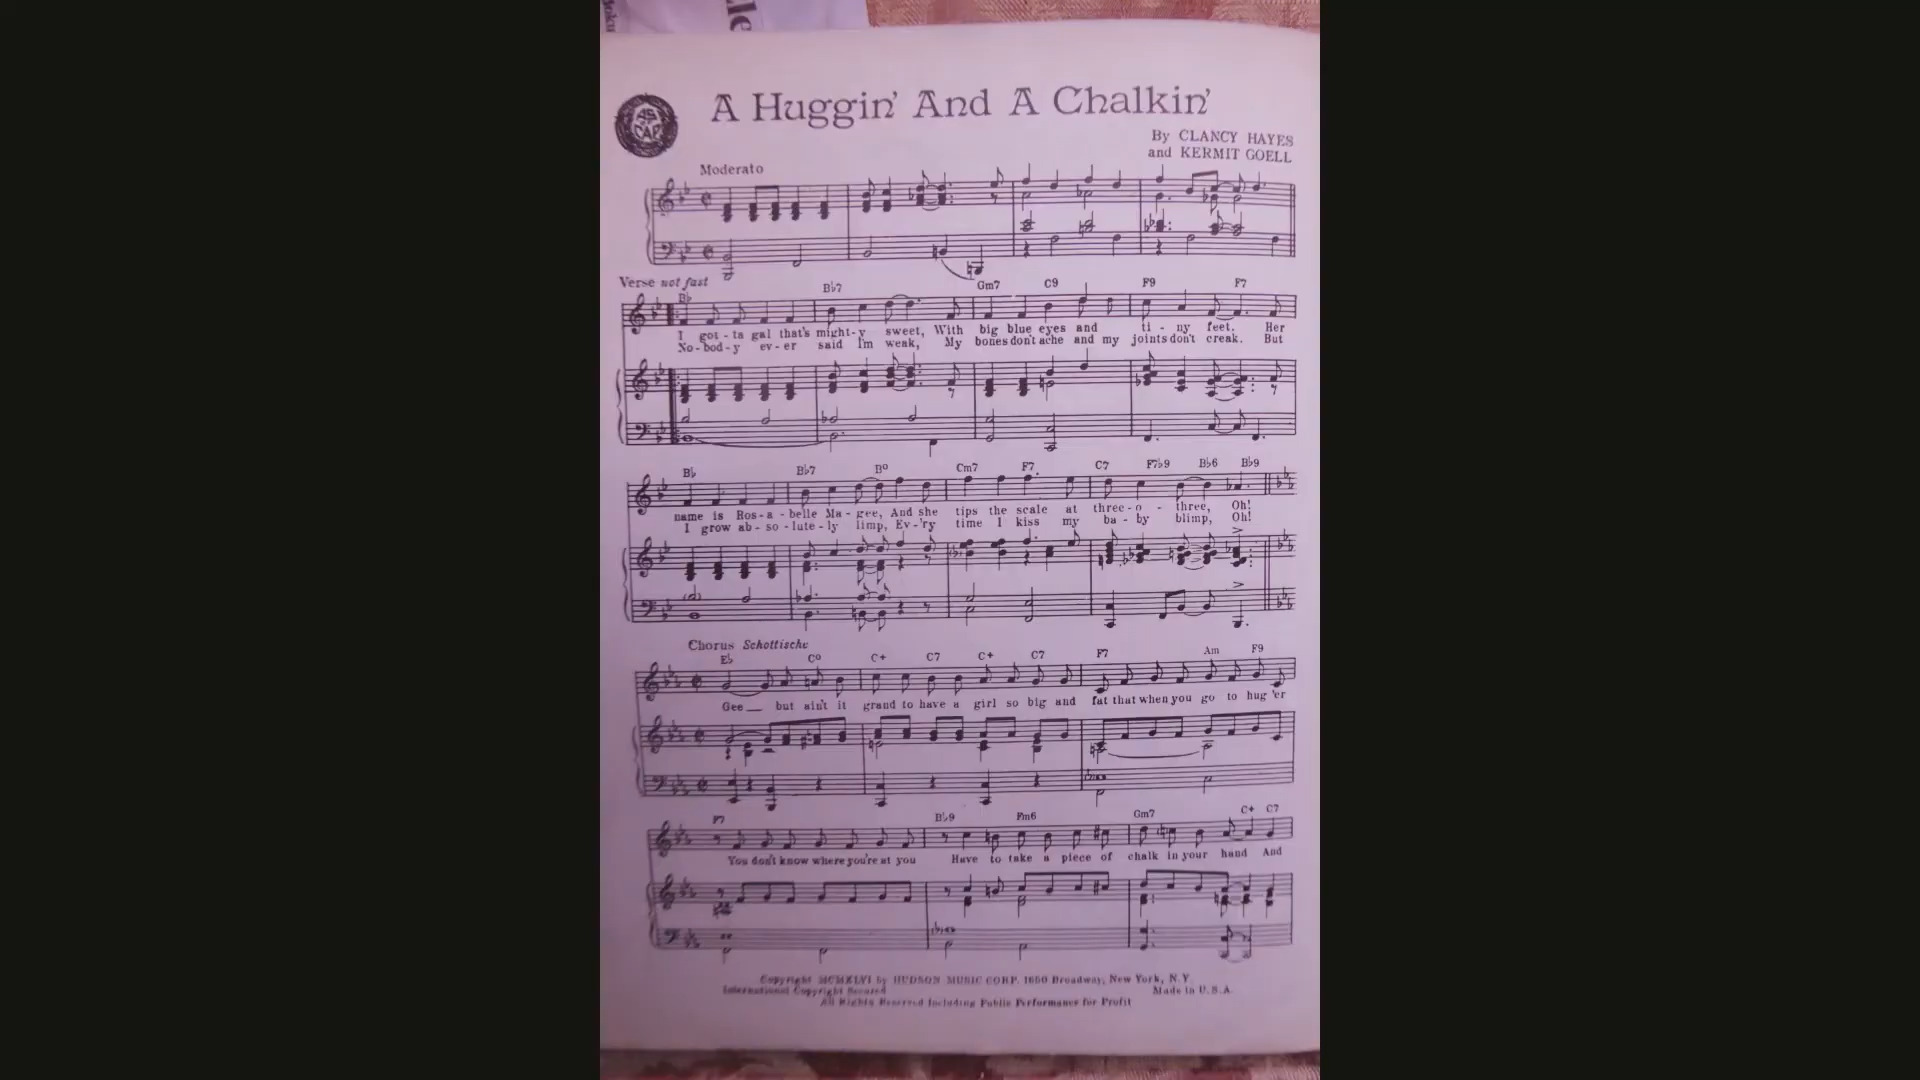 le
A Huggin' And A Chalkin'
AS CAP
By CLANCY HAYES
and KERMIT GOELL
Moderato
Verse not fast
B♭ B♭7 Gm7 C9 F9 F7
I got-ta gal that's might-y sweet, With big blue eyes and ti-ny feet. Her
No-bod-y ev-er said I'm weak, My bones don't ache and my joints don't creak. But
B♭ B♭7 B° Cm7 F7 C7 F7♭9 B♭6 B♭9
name is Ros-a-belle Ma-gee, And she tips the scale at three-o-three, Oh!
I grow ab-so-lute-ly limp, Ev-'ry time I kiss my ba-by blimp, Oh!
Chorus Schottische
E♭ C° C+ C7 C+ C7 F7 Am F9
Gee but ain't it grand to have a girl so big and fat that when you go to hug 'er
F7 B♭9 Fm6 Gm7 C+ C7
You don't know where you're at you Have to take a piece of chalk in your hand And
Copyright MCMXLVI by HUDSON MUSIC CORP. 1650 Broadway, New York, N.Y.
International Copyright Secured Made in U.S.A.
All Rights Reserved Including Public Performance for Profit